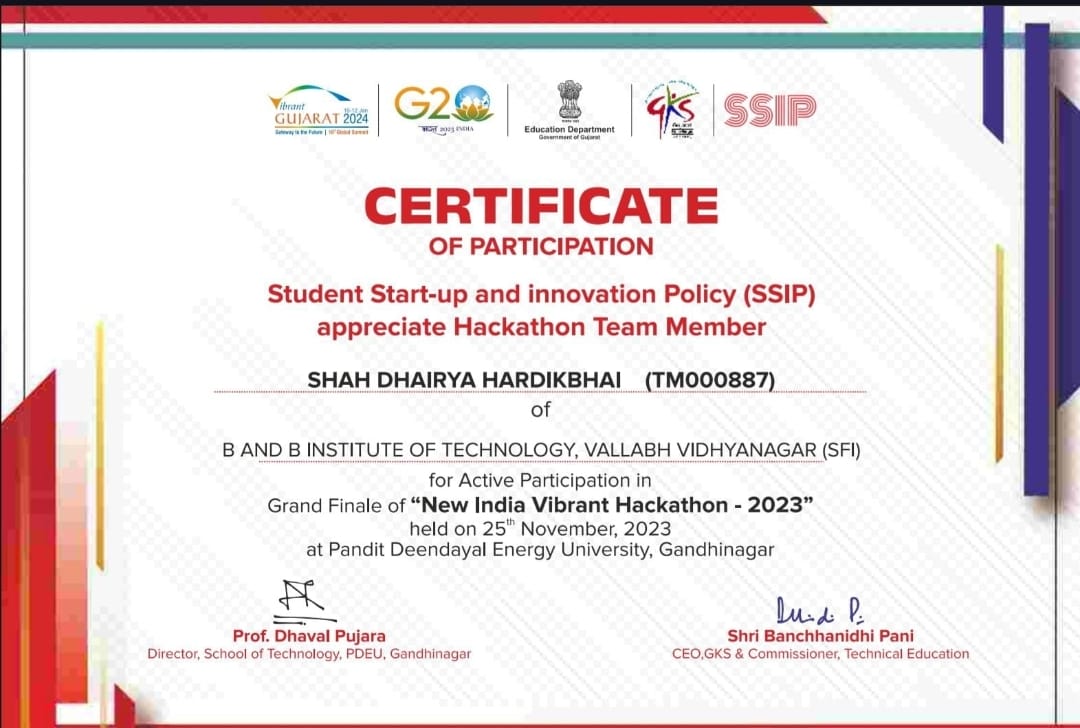 Vibrant
GUJARAT 10-12 Jan 2024
Gateway to the Future | 10th Global Summit
G20
भारत 2023 INDIA
Education Department
Government of Gujarat
GKS
SSIP
CERTIFICATE
OF PARTICIPATION
Student Start-up and innovation Policy (SSIP)
appreciate Hackathon Team Member
SHAH DHAIRYA HARDIKBHAI (TM000887)
of
B AND B INSTITUTE OF TECHNOLOGY, VALLABH VIDHYANAGAR (SFI)
for Active Participation in
Grand Finale of “New India Vibrant Hackathon - 2023”
held on 25th November, 2023
at Pandit Deendayal Energy University, Gandhinagar
Prof. Dhaval Pujara
Director, School of Technology, PDEU, Gandhinagar
Shri Banchhanidhi Pani
CEO,GKS & Commissioner, Technical Education